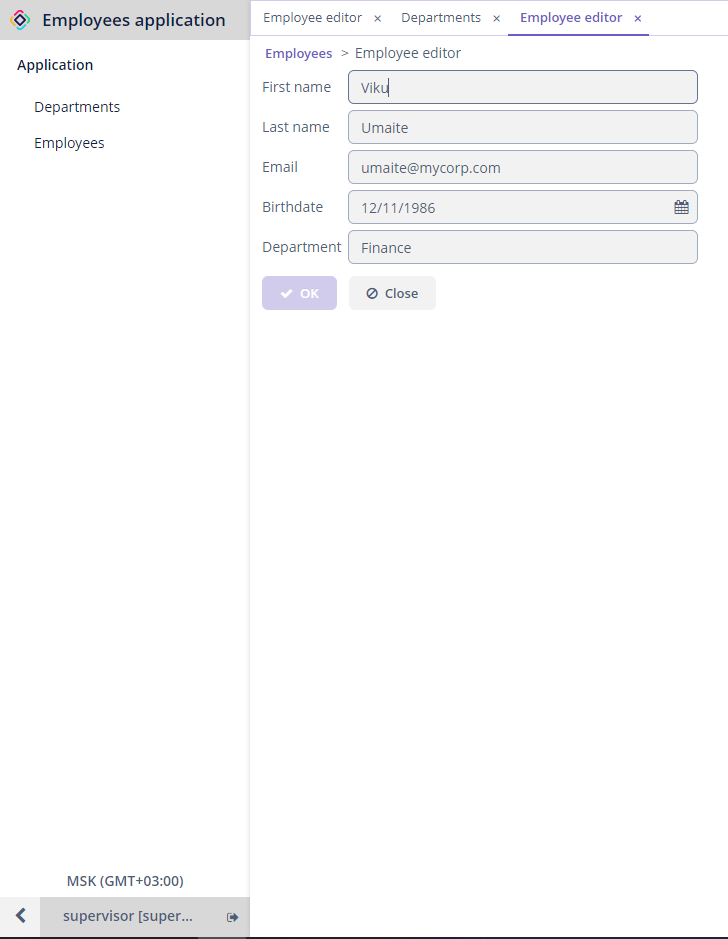 Employees application
Application
Departments
Employees
MSK (GMT+03:00)
supervisor [super...
Employee editor × Departments × Employee editor ×
Employees > Employee editor
First name Viku
Last name Umaite
Email umaite@mycorp.com
Birthdate 12/11/1986
Department Finance
OK Close